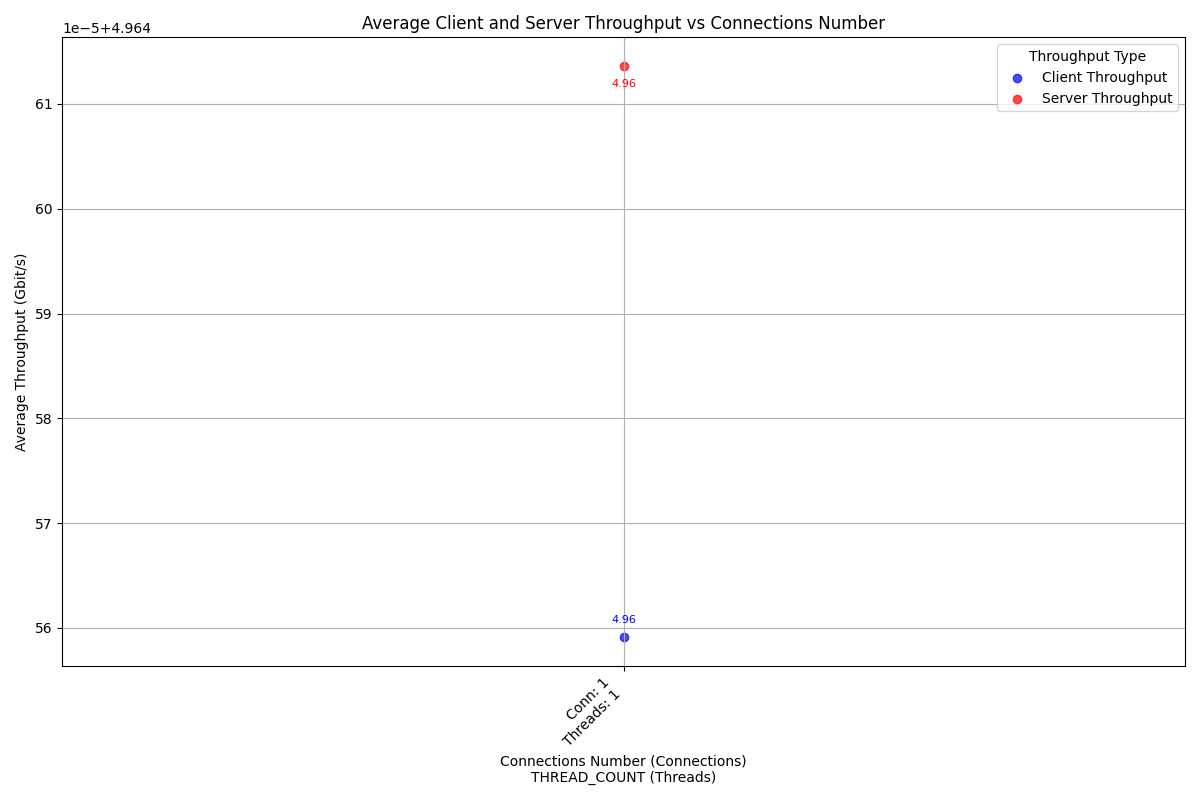 Average Client and Server Throughput vs Connections Number
1e−5+4.964
Throughput Type
Client Throughput
Server Throughput
4.96
61
60
59
58
57
56
4.96
Average Throughput (Gbit/s)
Conn: 1
Threads: 1
Connections Number (Connections)
THREAD_COUNT (Threads)